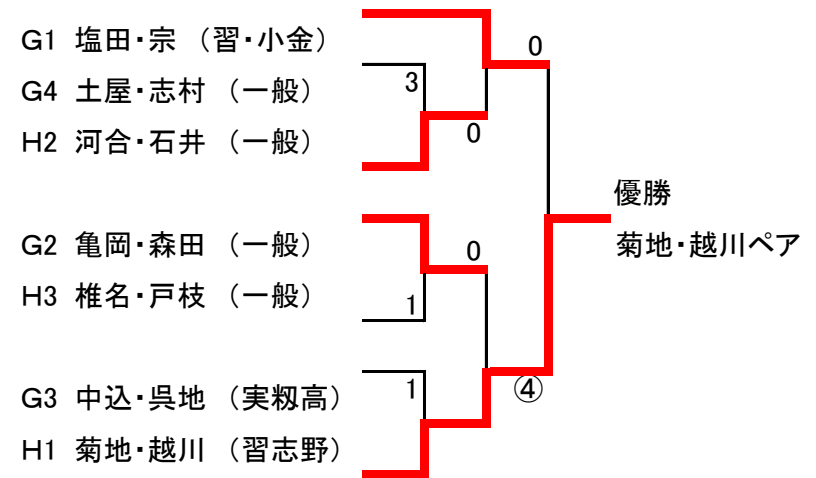 G1 塩田・宗 （習・小金）
0
G4 土屋・志村 （一般）
3
H2 河合・石井 （一般）
0
優勝
G2 亀岡・森田 （一般）
0
菊地・越川ペア
H3 椎名・戸枝 （一般）
1
G3 中込・呉地 （実籾高）
1
④
H1 菊地・越川 （習志野）